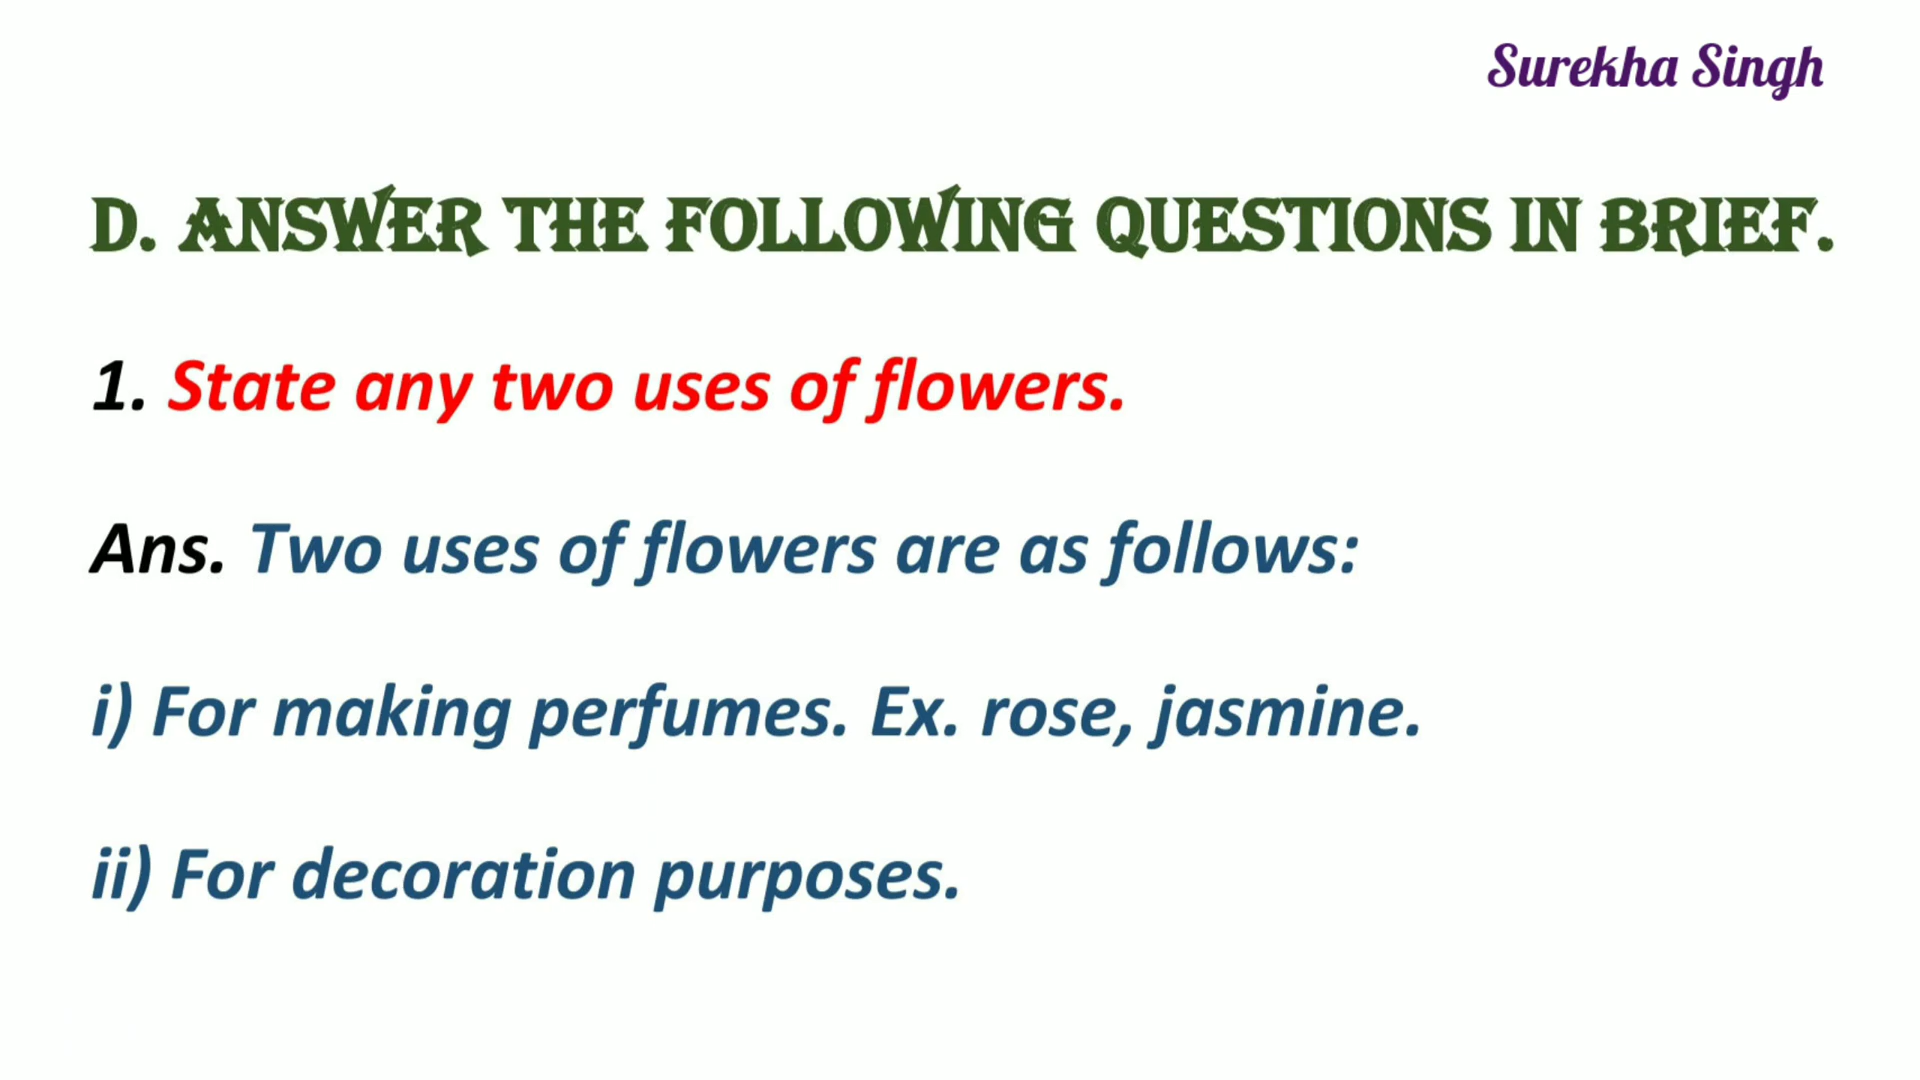 Surekha Singh
D. ANSWER THE FOLLOWING QUESTIONS IN BRIEF.
1. State any two uses of flowers.
Ans. Two uses of flowers are as follows:
i) For making perfumes. Ex. rose, jasmine.
ii) For decoration purposes.